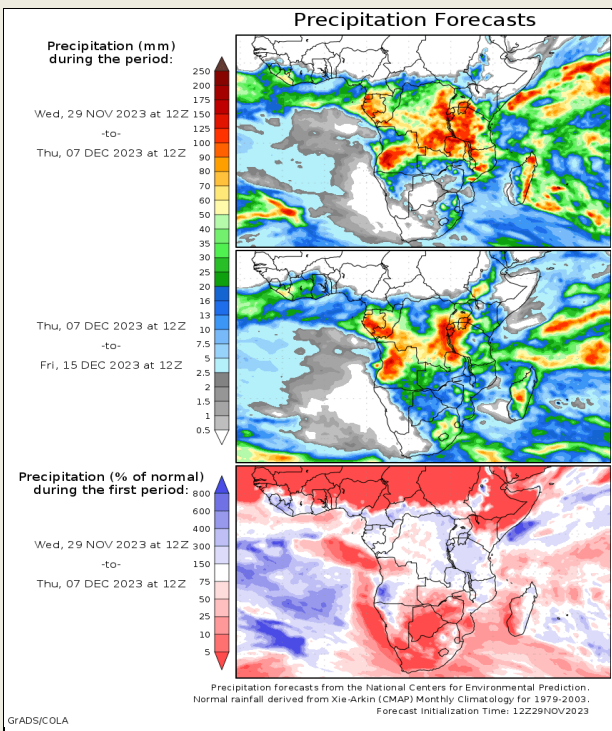 Precipitation Forecasts
Precipitation (mm)
during the period:
250
200
175
150
125
100
90
80
70
60
50
40
35
30
25
20
16
13
10
7.5
5
2.5
2
1.5
1
0.5
Wed, 29 NOV 2023 at 12Z
-to-
Thu, 07 DEC 2023 at 12Z
Thu, 07 DEC 2023 at 12Z
-to-
Fri, 15 DEC 2023 at 12Z
Precipitation (% of normal)
during the first period:
800
600
400
300
150
75
50
25
10
5
Wed, 29 NOV 2023 at 12Z
-to-
Thu, 07 DEC 2023 at 12Z
Precipitation forecasts from the National Centers for Environmental Prediction.
Normal rainfall derived from Xie-Arkin (CMAP) Monthly Climatology for 1979-2003.
Forecast Initialization Time: 12Z29NOV2023
GrADS/COLA